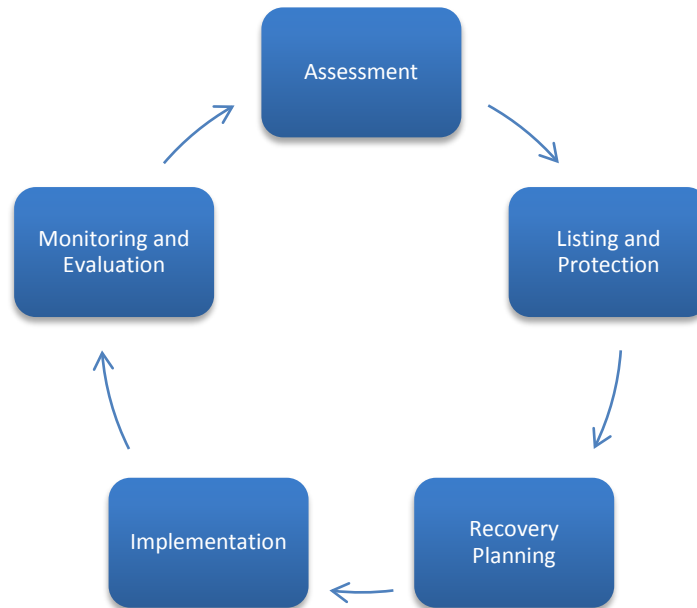 Assessment
Listing and
Protection
Recovery
Planning
Implementation
Monitoring and
Evaluation